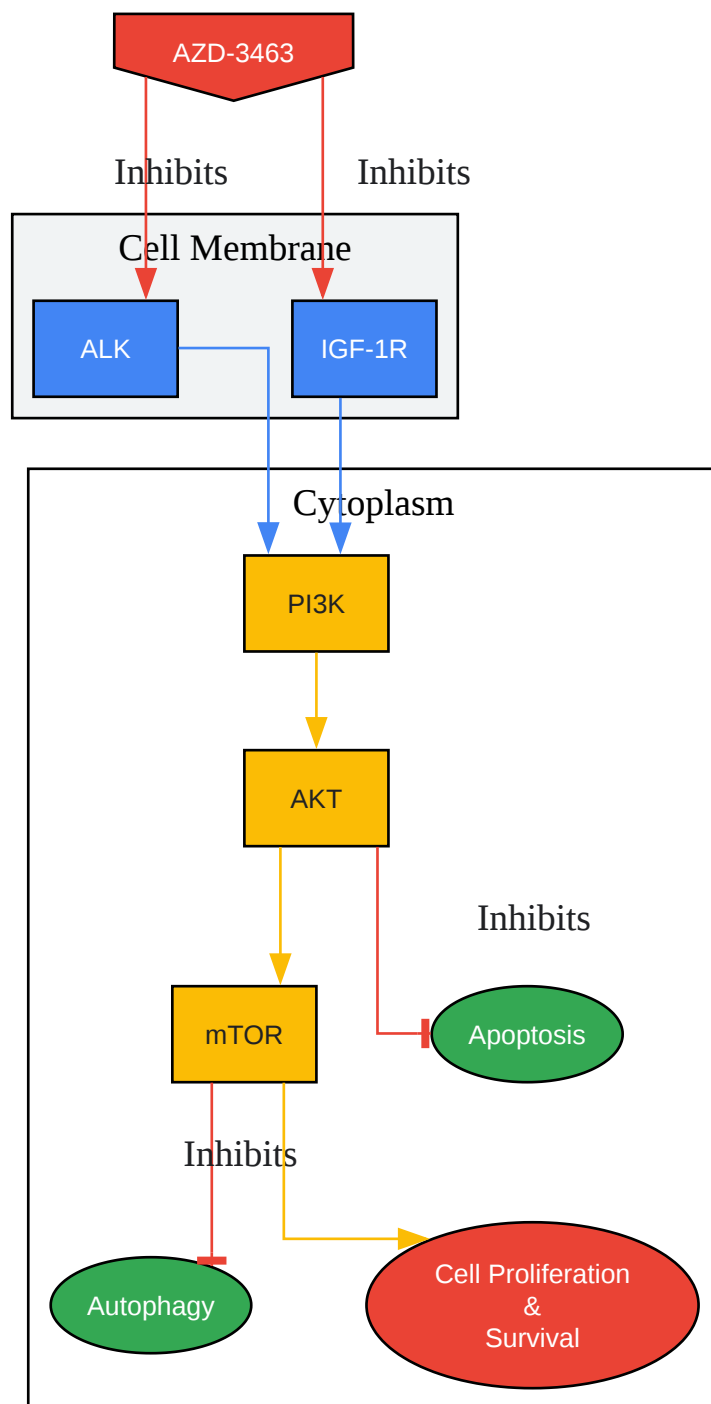 AZD-3463
Inhibits
Inhibits
Cell Membrane
ALK
IGF-1R
Cytoplasm
PI3K
AKT
Inhibits
mTOR
Apoptosis
Inhibits
Autophagy
Cell Proliferation
&
Survival